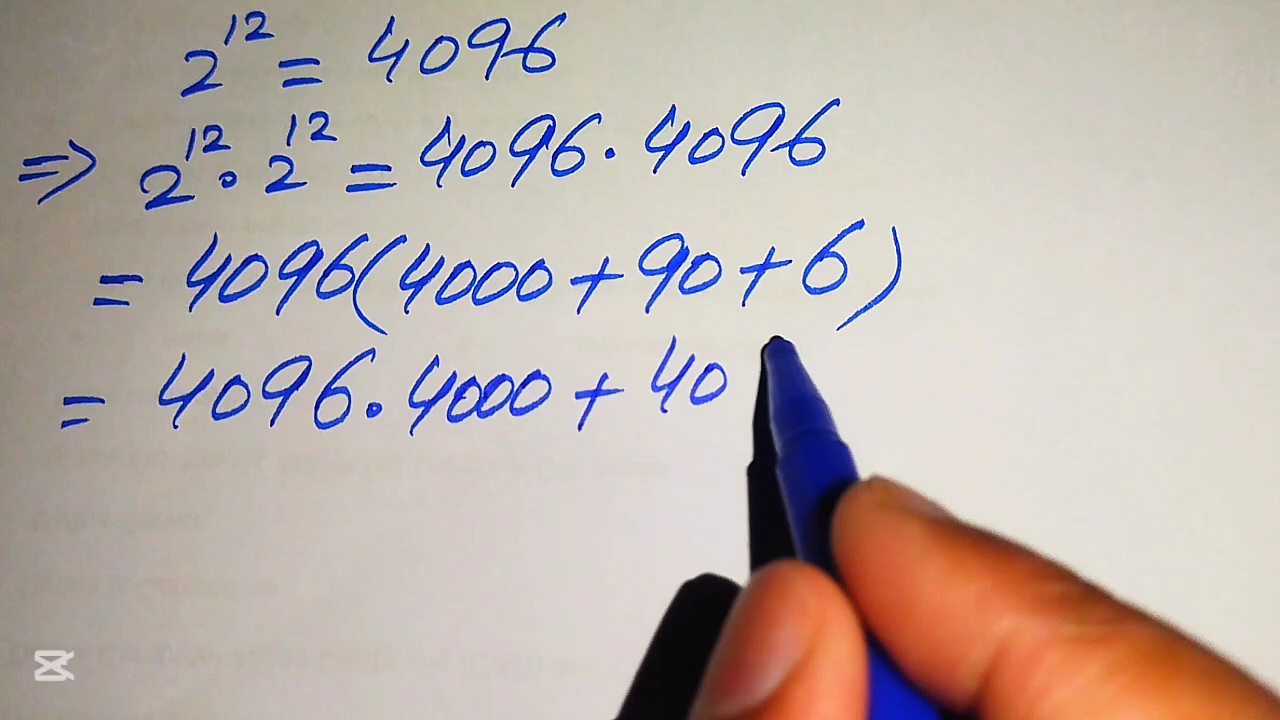 2^12 = 4096
=> 2^12 · 2^12 = 4096 · 4096
= 4096(4000 + 90 + 6)
= 4096 · 4000 + 40